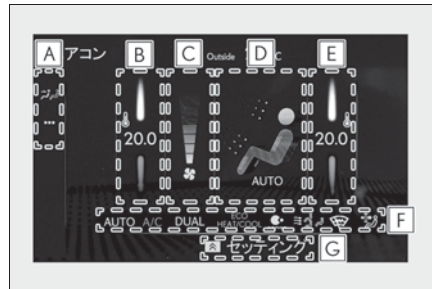 A アコン B C Outside D C E
20.0 20.0
AUTO
AUTO A/C DUAL ECO HEAT/COOL F
セッティング G